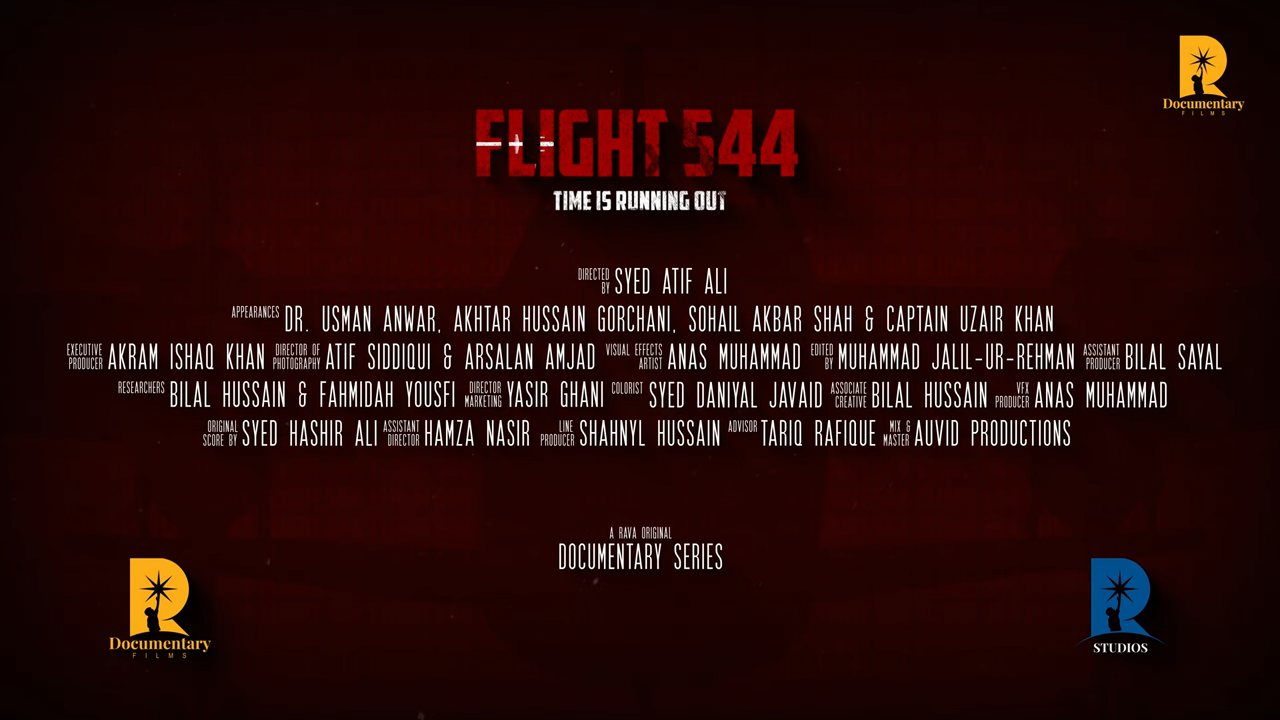 Documentary
FILMS
FLIGHT 544
TIME IS RUNNING OUT
DIRECTED BY SYED ATIF ALI
APPEARANCES DR. USMAN ANWAR, AKHTAR HUSSAIN GORCHANI, SOHAIL AKBAR SHAH & CAPTAIN UZAIR KHAN
EXECUTIVE PRODUCER AKRAM ISHAQ KHAN DIRECTOR OF PHOTOGRAPHY ATIF SIDDIQUI & ARSALAN AMJAD VISUAL EFFECTS ARTIST ANAS MUHAMMAD EDITED BY MUHAMMAD JALIL-UR-REHMAN ASSISTANT PRODUCER BILAL SAYAL
RESEARCHERS BILAL HUSSAIN & FAHMIDAH YOUSFI DIRECTOR MARKETING YASIR GHANI COLORIST SYED DANIYAL JAVAID ASSOCIATE CREATIVE BILAL HUSSAIN VFX PRODUCER ANAS MUHAMMAD
ORIGINAL SCORE BY SYED HASHIR ALI ASSISTANT DIRECTOR HAMZA NASIR LINE PRODUCER SHAHNYL HUSSAIN ADVISOR TARIQ RAFIQUE MIX & MASTER AUVID PRODUCTIONS
A RAVA ORIGINAL
DOCUMENTARY SERIES
Documentary
FILMS
STUDIOS